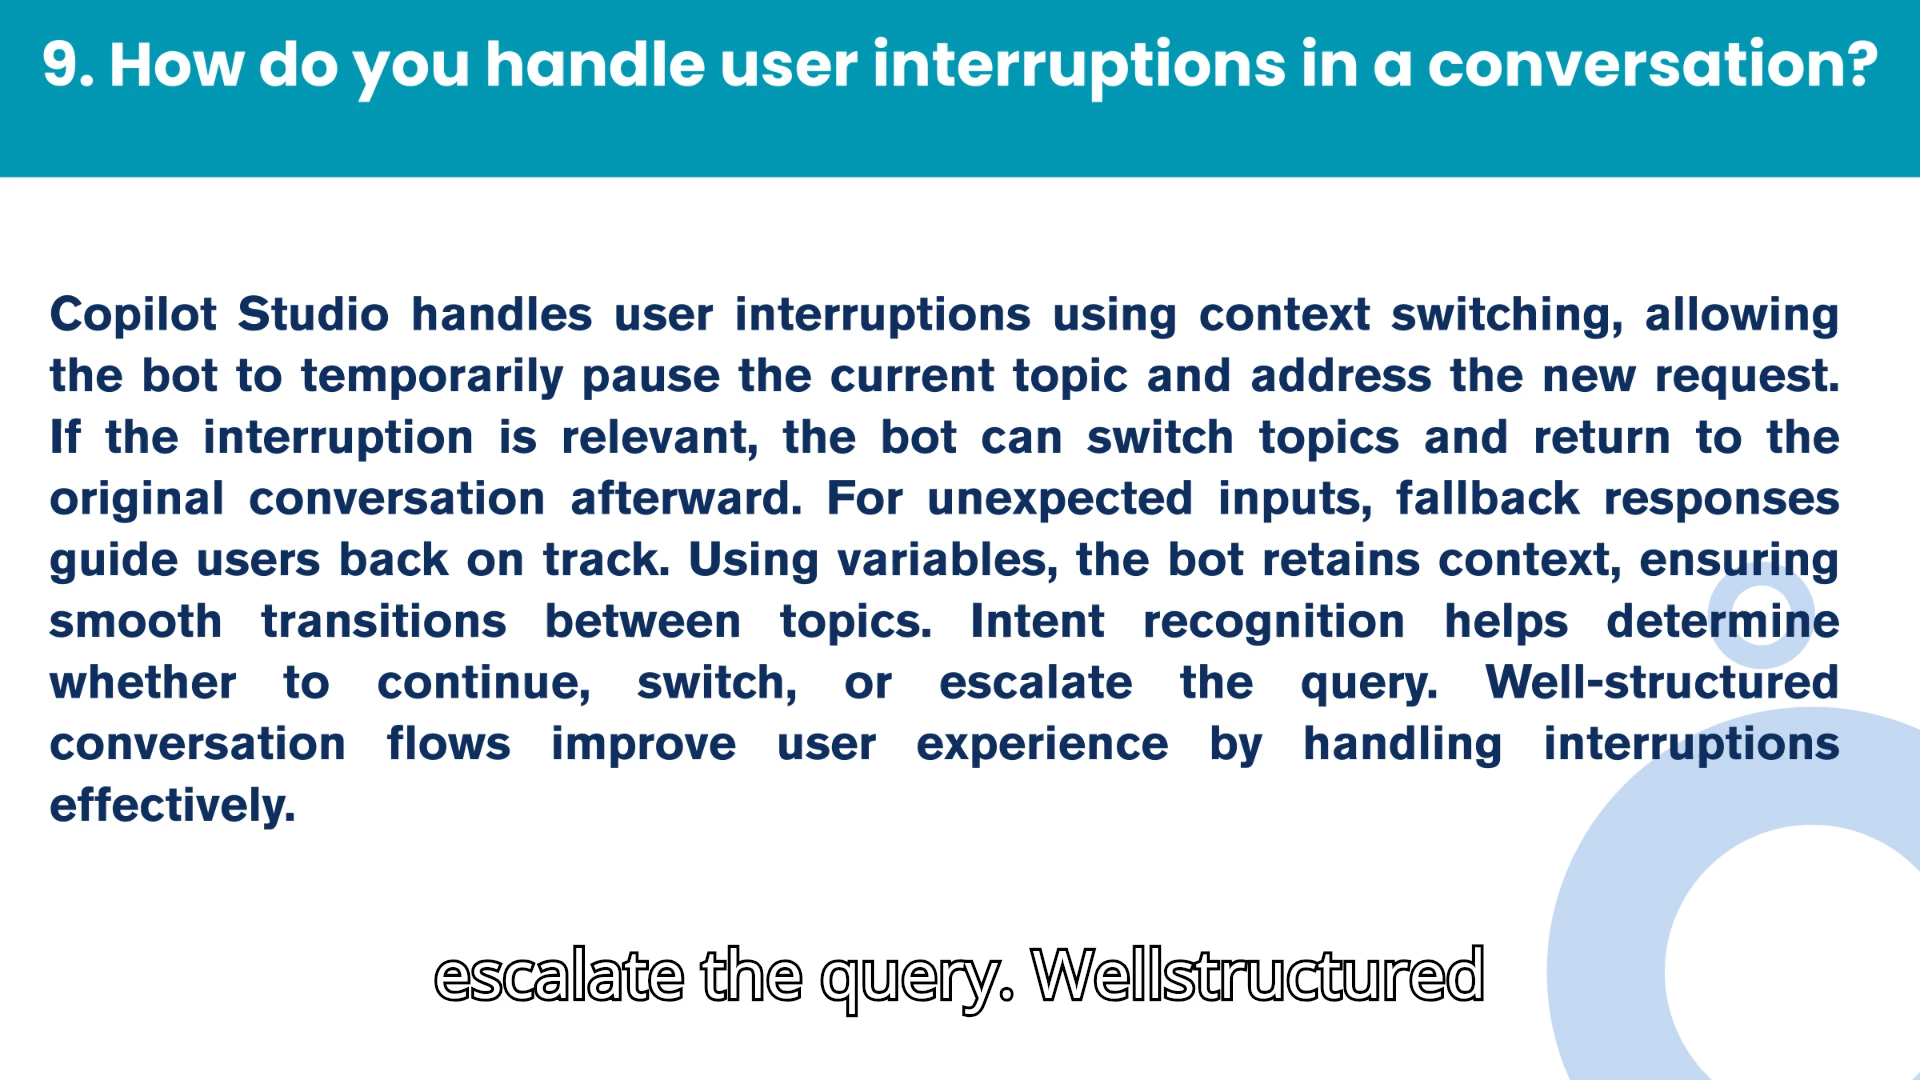 9. How do you handle user interruptions in a conversation?
Copilot Studio handles user interruptions using context switching, allowing
the bot to temporarily pause the current topic and address the new request.
If the interruption is relevant, the bot can switch topics and return to the
original conversation afterward. For unexpected inputs, fallback responses
guide users back on track. Using variables, the bot retains context, ensuring
smooth transitions between topics. Intent recognition helps determine
whether to continue, switch, or escalate the query. Well-structured
conversation flows improve user experience by handling interruptions
effectively.
escalate the query. Wellstructured